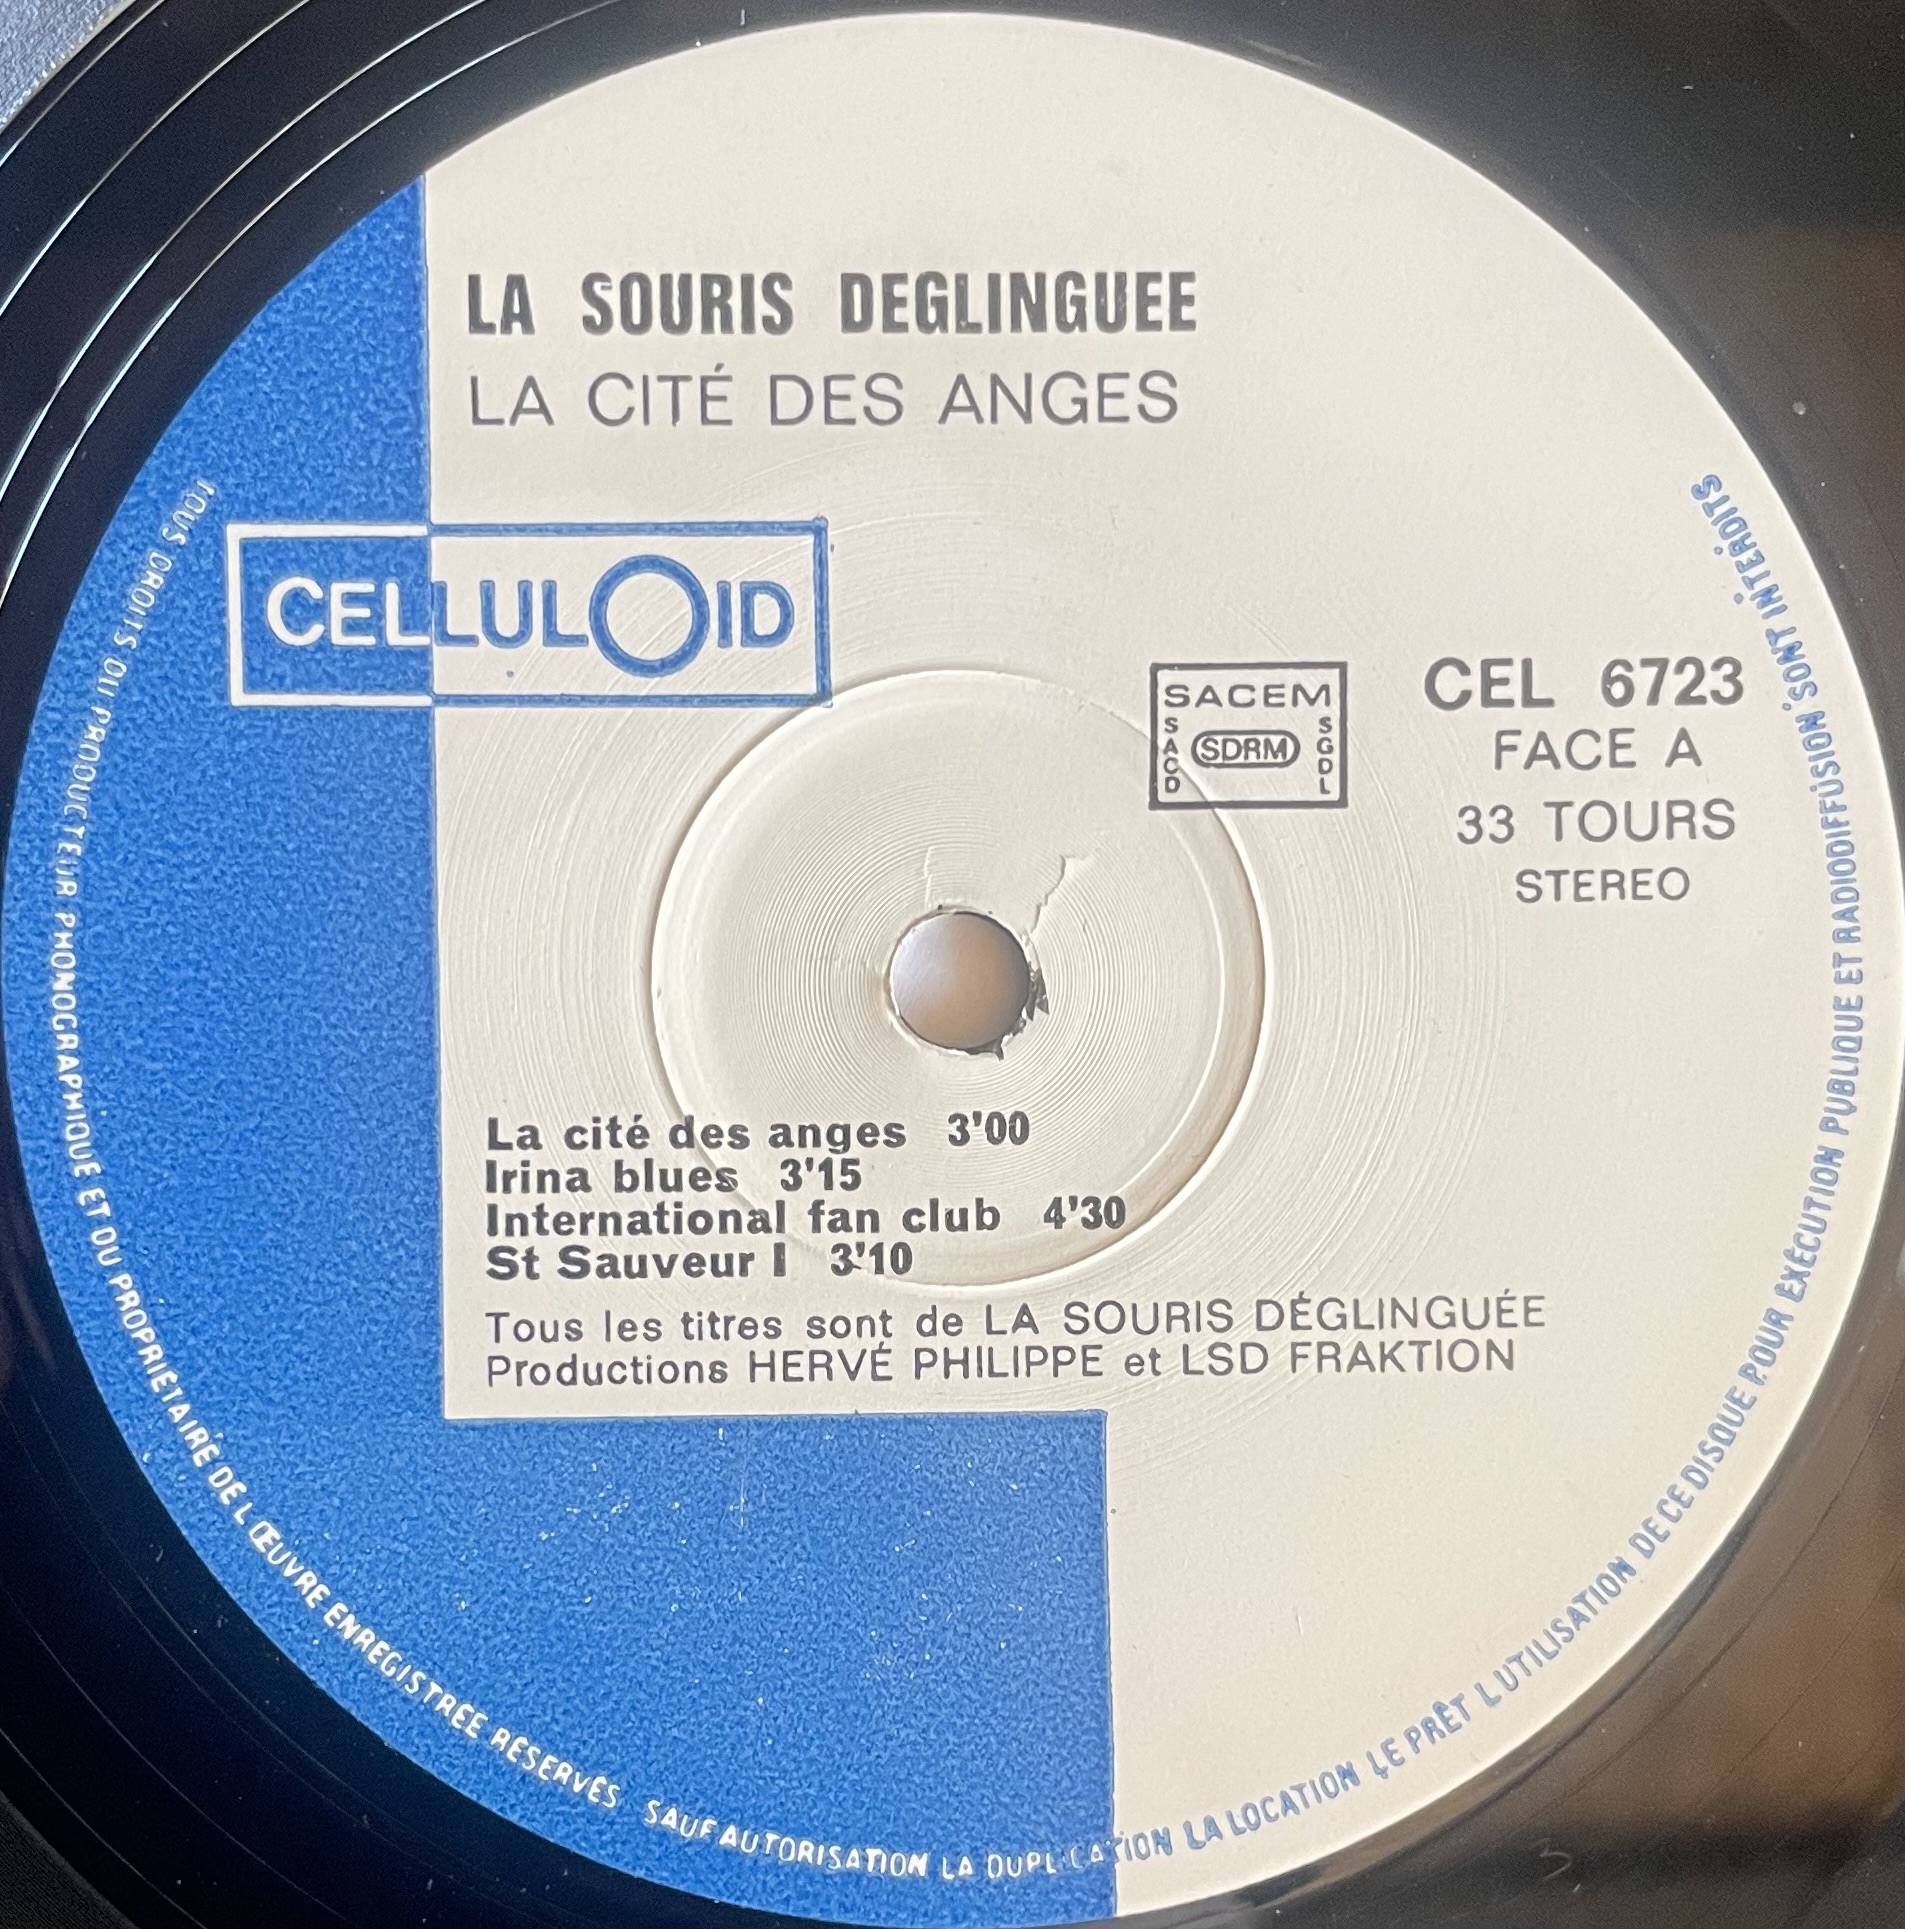 LA SOURIS DEGLINGUEE
LA CITÉ DES ANGES
CELLULOID
SACEM
SACD
SDRM
SGDL
CEL 6723
FACE A
33 TOURS
STEREO
La cité des anges 3'00
Irina blues 3'15
International fan club 4'30
St Sauveur I 3'10
Tous les titres sont de LA SOURIS DÉGLINGUÉE
Productions HERVÉ PHILIPPE et LSD FRAKTION
TOUS DROITS DU PRODUCTEUR PHONOGRAPHIQUE ET DU PROPRIÉTAIRE DE L ŒUVRE ENREGISTRÉE RÉSERVÉS SAUF AUTORISATION LA DUPLICATION LA LOCATION LE PRÊT L UTILISATION DE CE DISQUE POUR EXÉCUTION PUBLIQUE ET RADIODIFFUSION SONT INTERDITS